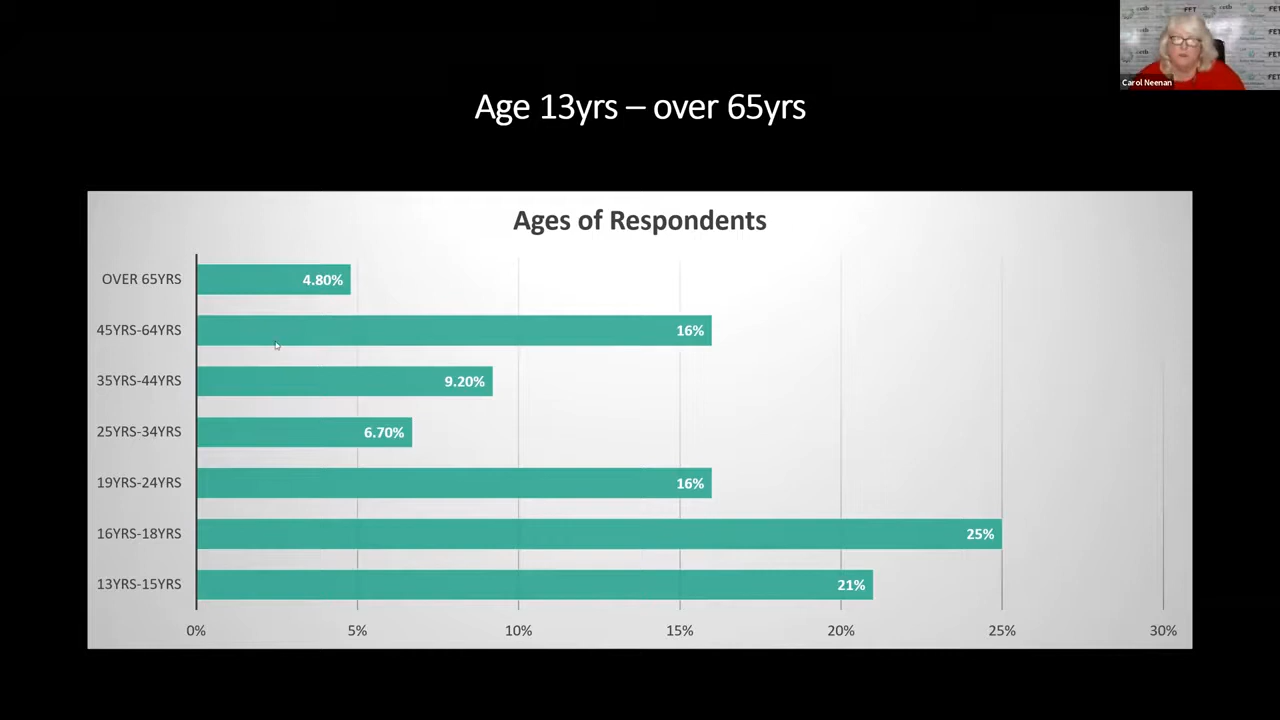 FET
Carol Neenan
Age 13yrs – over 65yrs
Ages of Respondents
OVER 65YRS 4.80%
45YRS-64YRS 16%
35YRS-44YRS 9.20%
25YRS-34YRS 6.70%
19YRS-24YRS 16%
16YRS-18YRS 25%
13YRS-15YRS 21%
0% 5% 10% 15% 20% 25% 30%